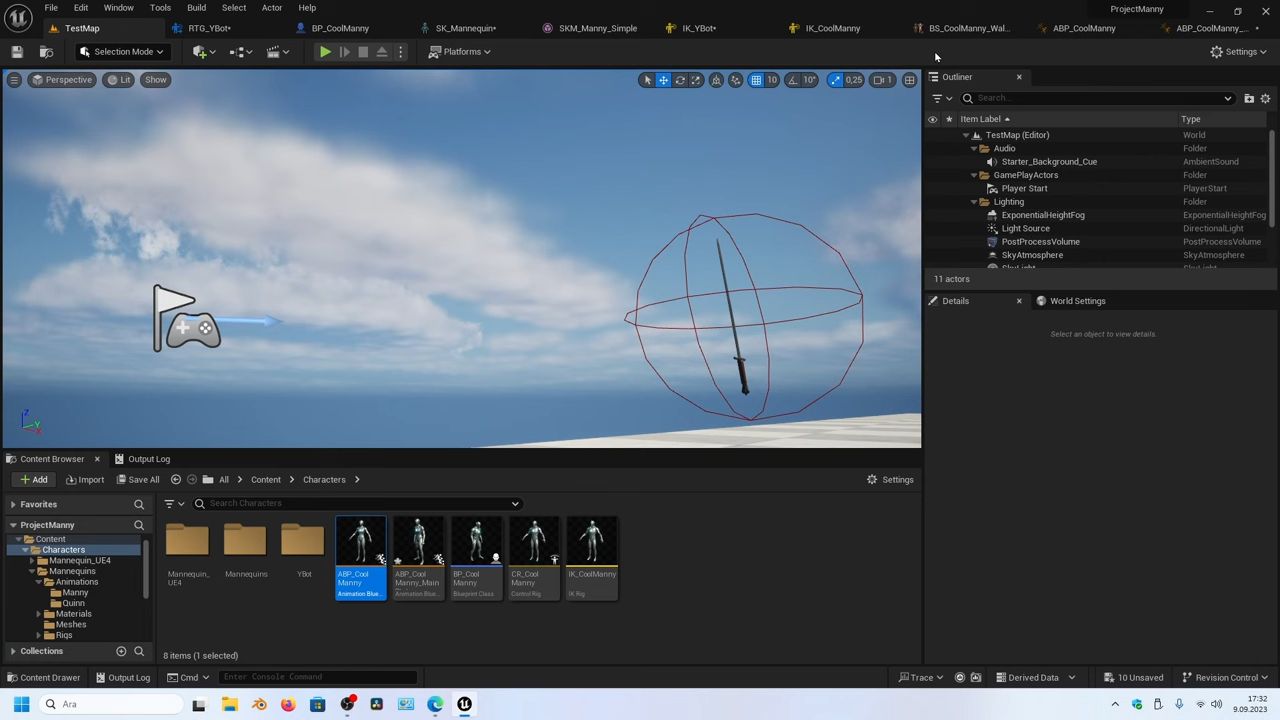 File Edit Window Tools Build Select Actor Help
ProjectManny
TestMap
RTG_YBot•
BP_CoolManny
SK_Mannequin•
SKM_Manny_Simple
IK_YBot•
IK_CoolManny
BS_CoolManny_Wal...
ABP_CoolManny
ABP_CoolManny_... •
Selection Mode
Platforms
Settings
Perspective
Lit
Show
10
10°
0,25
1
Z
Y
X
Outliner
Search...
Item Label
Type
TestMap (Editor) World
Audio Folder
Starter_Background_Cue AmbientSound
GamePlayActors Folder
Player Start PlayerStart
Lighting Folder
ExponentialHeightFog ExponentialHeightFog
Light Source DirectionalLight
PostProcessVolume PostProcessVolume
SkyAtmosphere SkyAtmosphere
SkyLight SkyLight
11 actors
Details
World Settings
Select an object to view details.
Content Browser
Output Log
Add
Import
Save All
All
Content
Characters
Settings
Favorites
ProjectManny
Content
Characters
Mannequin_UE4
Mannequins
Animations
Manny
Quinn
Materials
Meshes
Rigs
Collections
Search Characters
Mannequin_
UE4
Mannequins
YBot
ABP_Cool
Manny
Animation Blue...
ABP_Cool
Manny_Main
Animation Blue...
BP_Cool
Manny
Blueprint Class
CR_Cool
Manny
Control Rig
IK_CoolManny
IK Rig
8 items (1 selected)
Content Drawer
Output Log
Cmd
Enter Console Command
Trace
Derived Data
10 Unsaved
Revision Control
Ara
17:32
9.09.2023